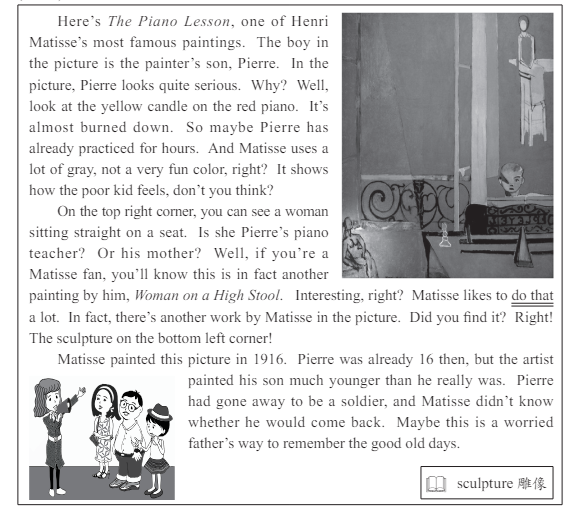 Here's The Piano Lesson, one of Henri
Matisse's most famous paintings. The boy in
the picture is the painter's son, Pierre. In the
picture, Pierre looks quite serious. Why? Well,
look at the yellow candle on the red piano. It's
almost burned down. So maybe Pierre has
already practiced for hours. And Matisse uses a
lot of gray, not a very fun color, right? It shows
how the poor kid feels, don't you think?
On the top right corner, you can see a woman
sitting straight on a seat. Is she Pierre's piano
teacher? Or his mother? Well, if you're a
Matisse fan, you'll know this is in fact another
painting by him, Woman on a High Stool. Interesting, right? Matisse likes to do that
a lot. In fact, there's another work by Matisse in the picture. Did you find it? Right!
The sculpture on the bottom left corner!
Matisse painted this picture in 1916. Pierre was already 16 then, but the artist
painted his son much younger than he really was. Pierre
had gone away to be a soldier, and Matisse didn't know
whether he would come back. Maybe this is a worried
father's way to remember the good old days.
sculpture 雕像